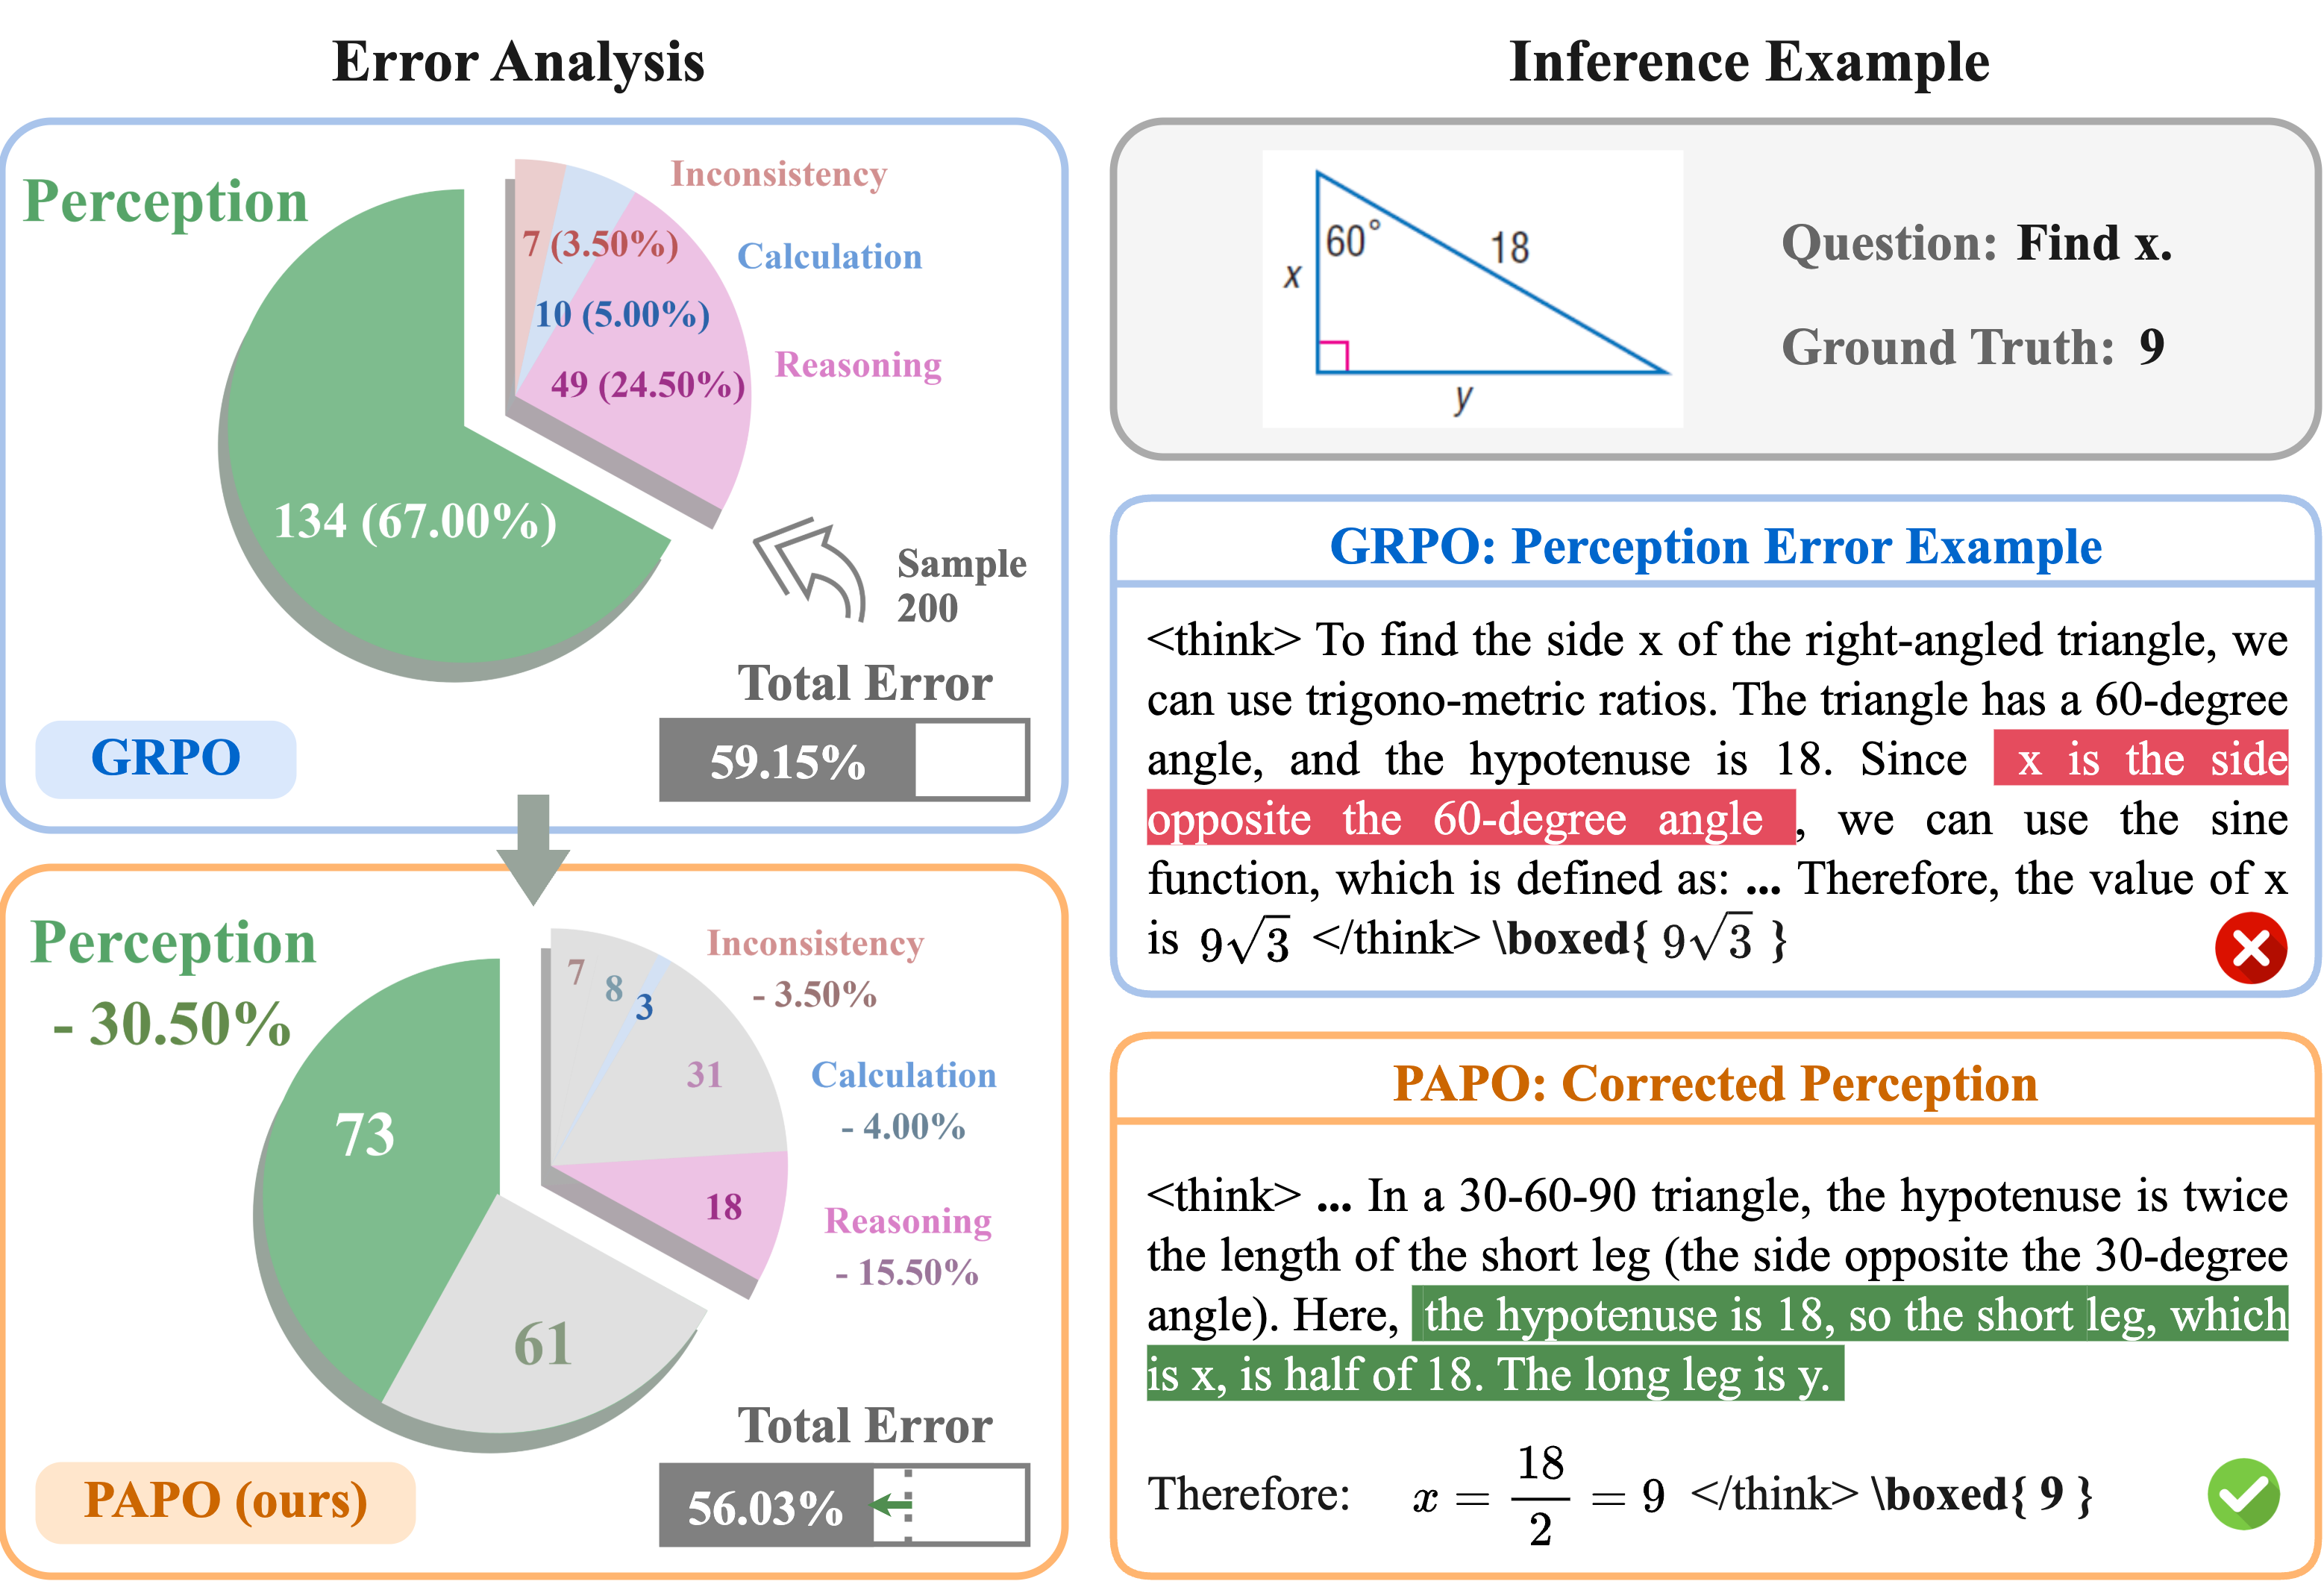 Error Analysis
Perception
Inconsistency
7 (3.50%)
Calculation
10 (5.00%)
Reasoning
49 (24.50%)
134 (67.00%)
Sample
200
Total Error
59.15%
GRPO
Perception
- 30.50%
Inconsistency
- 3.50%
7
8
3
31
Calculation
- 4.00%
73
18
Reasoning
- 15.50%
61
Total Error
56.03%
PAPO (ours)
Inference Example
60°
18
x
y
Question: Find x.
Ground Truth: 9
GRPO: Perception Error Example
<think> To find the side x of the right-angled triangle, we
can use trigono-metric ratios. The triangle has a 60-degree
angle, and the hypotenuse is 18. Since x is the side
opposite the 60-degree angle , we can use the sine
function, which is defined as: ... Therefore, the value of x
is 9√3 </think> \boxed{ 9√3 }
PAPO: Corrected Perception
<think> ... In a 30-60-90 triangle, the hypotenuse is twice
the length of the short leg (the side opposite the 30-degree
angle). Here, the hypotenuse is 18, so the short leg, which
is x, is half of 18. The long leg is y.
Therefore: x = 18/2 = 9 </think> \boxed{ 9 }